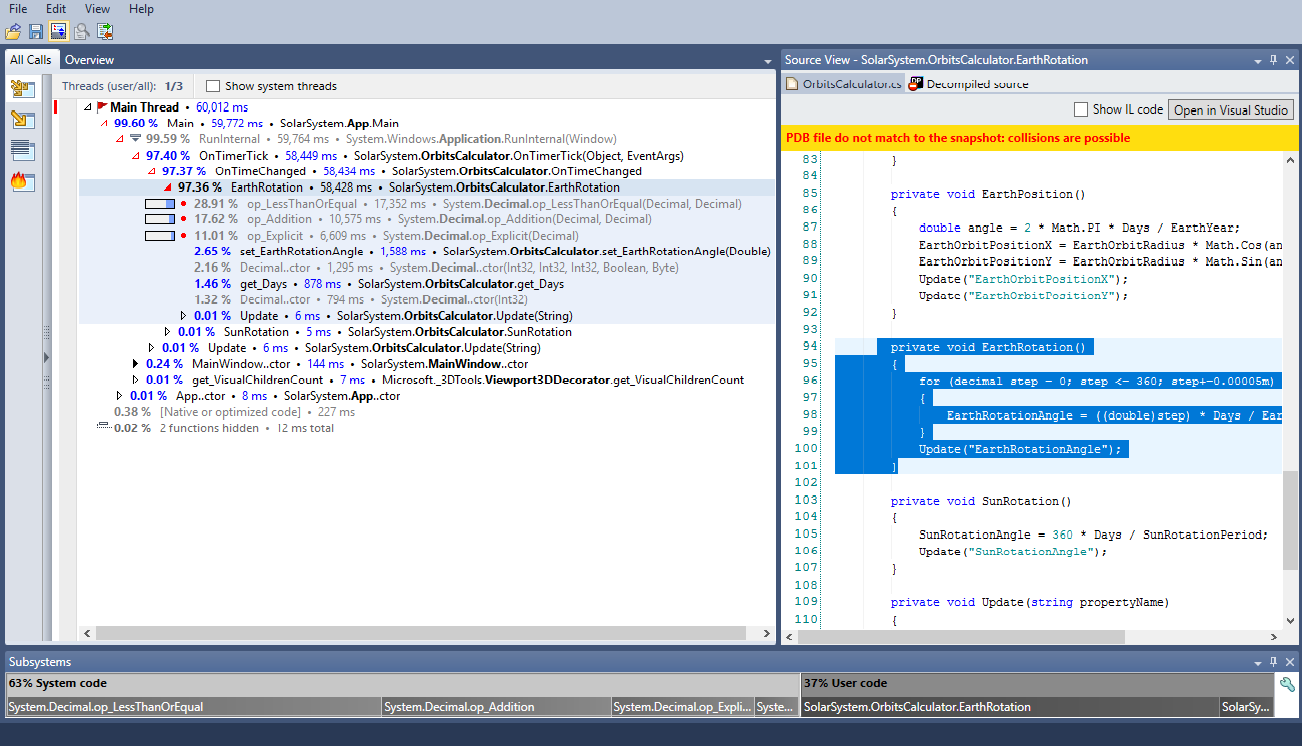 File Edit View Help
All Calls Overview
Threads (user/all): 1/3 Show system threads
Main Thread • 60,012 ms
99.60 % Main • 59,772 ms • SolarSystem.App.Main
99.59 % RunInternal • 59,764 ms • System.Windows.Application.RunInternal(Window)
97.40 % OnTimerTick • 58,449 ms • SolarSystem.OrbitsCalculator.OnTimerTick(Object, EventArgs)
97.37 % OnTimeChanged • 58,434 ms • SolarSystem.OrbitsCalculator.OnTimeChanged
97.36 % EarthRotation • 58,428 ms • SolarSystem.OrbitsCalculator.EarthRotation
28.91 % op_LessThanOrEqual • 17,352 ms • System.Decimal.op_LessThanOrEqual(Decimal, Decimal)
17.62 % op_Addition • 10,575 ms • System.Decimal.op_Addition(Decimal, Decimal)
11.01 % op_Explicit • 6,609 ms • System.Decimal.op_Explicit(Decimal)
2.65 % set_EarthRotationAngle • 1,588 ms • SolarSystem.OrbitsCalculator.set_EarthRotationAngle(Double)
2.16 % Decimal..ctor • 1,295 ms • System.Decimal..ctor(Int32, Int32, Int32, Boolean, Byte)
1.46 % get_Days • 878 ms • SolarSystem.OrbitsCalculator.get_Days
1.32 % Decimal..ctor • 794 ms • System.Decimal..ctor(Int32)
0.01 % Update • 6 ms • SolarSystem.OrbitsCalculator.Update(String)
0.01 % SunRotation • 5 ms • SolarSystem.OrbitsCalculator.SunRotation
0.01 % Update • 6 ms • SolarSystem.OrbitsCalculator.Update(String)
0.24 % MainWindow..ctor • 144 ms • SolarSystem.MainWindow..ctor
0.01 % get_VisualChildrenCount • 7 ms • Microsoft._3DTools.Viewport3DDecorator.get_VisualChildrenCount
0.01 % App..ctor • 8 ms • SolarSystem.App..ctor
0.38 % [Native or optimized code] • 227 ms
0.02 % 2 functions hidden • 12 ms total
Source View - SolarSystem.OrbitsCalculator.EarthRotation
OrbitsCalculator.cs Decompiled source
Show IL code Open in Visual Studio
PDB file do not match to the snapshot: collisions are possible
83 }
84
85 private void EarthPosition()
86 {
87 double angle = 2 * Math.PI * Days / EarthYear;
88 EarthOrbitPositionX = EarthOrbitRadius * Math.Cos(an
89 EarthOrbitPositionY = EarthOrbitRadius * Math.Sin(an
90 Update("EarthOrbitPositionX");
91 Update("EarthOrbitPositionY");
92 }
93
94 private void EarthRotation()
95 {
96 for (decimal step = 0; step <= 360; step+=0.00005m)
97 {
98 EarthRotationAngle = ((double)step) * Days / Ear
99 }
100 Update("EarthRotationAngle");
101 }
102
103 private void SunRotation()
104 {
105 SunRotationAngle = 360 * Days / SunRotationPeriod;
106 Update("SunRotationAngle");
107 }
108
109 private void Update(string propertyName)
110 {
Subsystems
63% System code 37% User code
System.Decimal.op_LessThanOrEqual System.Decimal.op_Addition System.Decimal.op_Expli... Syste... SolarSystem.OrbitsCalculator.EarthRotation SolarSy...